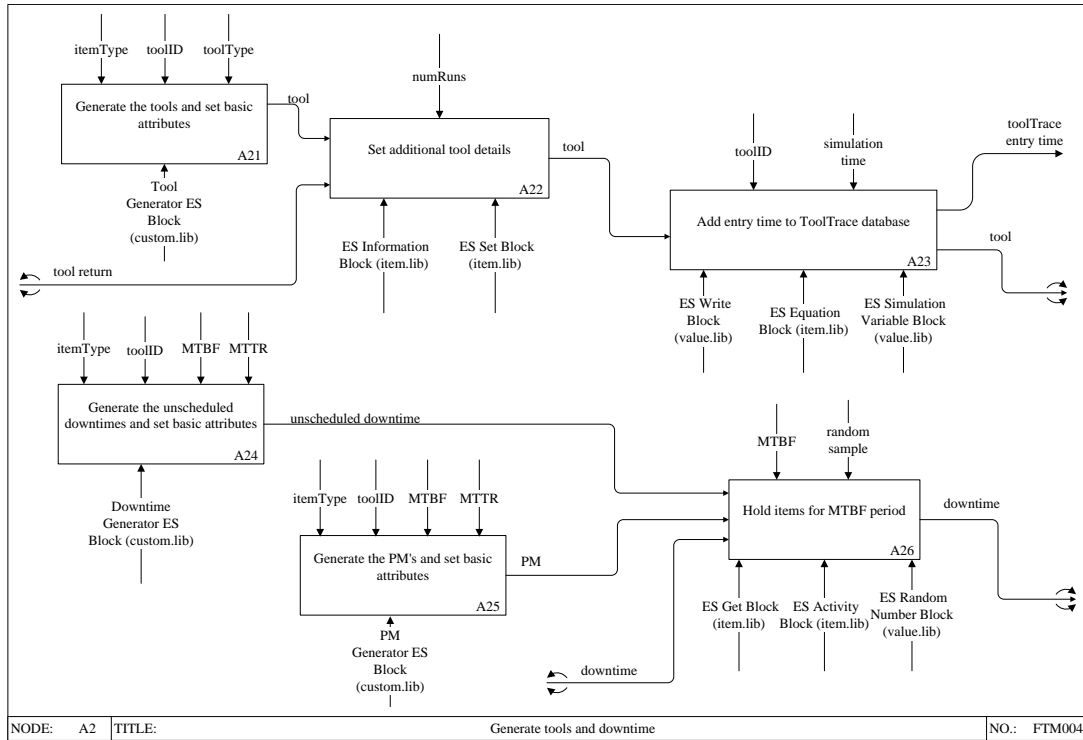 itemType toolID toolType
Generate the tools and set basic
attributes
A21
tool
Tool
Generator ES
Block
(custom.lib)
tool return
numRuns
Set additional tool details
A22
tool
ES Information
Block (item.lib)
ES Set Block
(item.lib)
toolID
simulation
time
Add entry time to ToolTrace database
A23
toolTrace
entry time
tool
ES Write
Block
(value.lib)
ES Equation
Block (item.lib)
ES Simulation
Variable Block
(value.lib)
itemType toolID MTBF MTTR
Generate the unscheduled
downtimes and set basic attributes
A24
unscheduled downtime
Downtime
Generator ES
Block (custom.lib)
itemType toolID MTBF MTTR
Generate the PM's and set basic
attributes
A25
PM
PM
Generator ES
Block
(custom.lib)
MTBF
random
sample
Hold items for MTBF period
A26
downtime
ES Get Block
(item.lib)
ES Activity
Block (item.lib)
ES Random
Number Block
(value.lib)
downtime
NODE: A2 TITLE: Generate tools and downtime NO.: FTM004